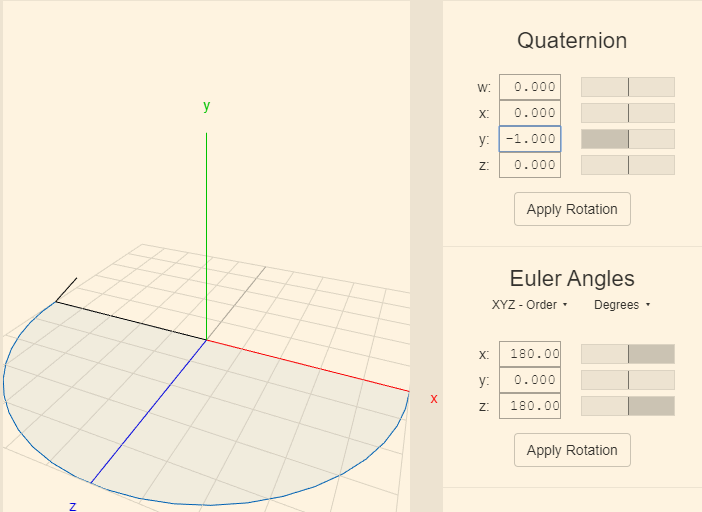 y
x
z
Quaternion
w: 0.000
x: 0.000
y: -1.000
z: 0.000
Apply Rotation
Euler Angles
XYZ - Order Degrees
x: 180.00
y: 0.000
z: 180.00
Apply Rotation